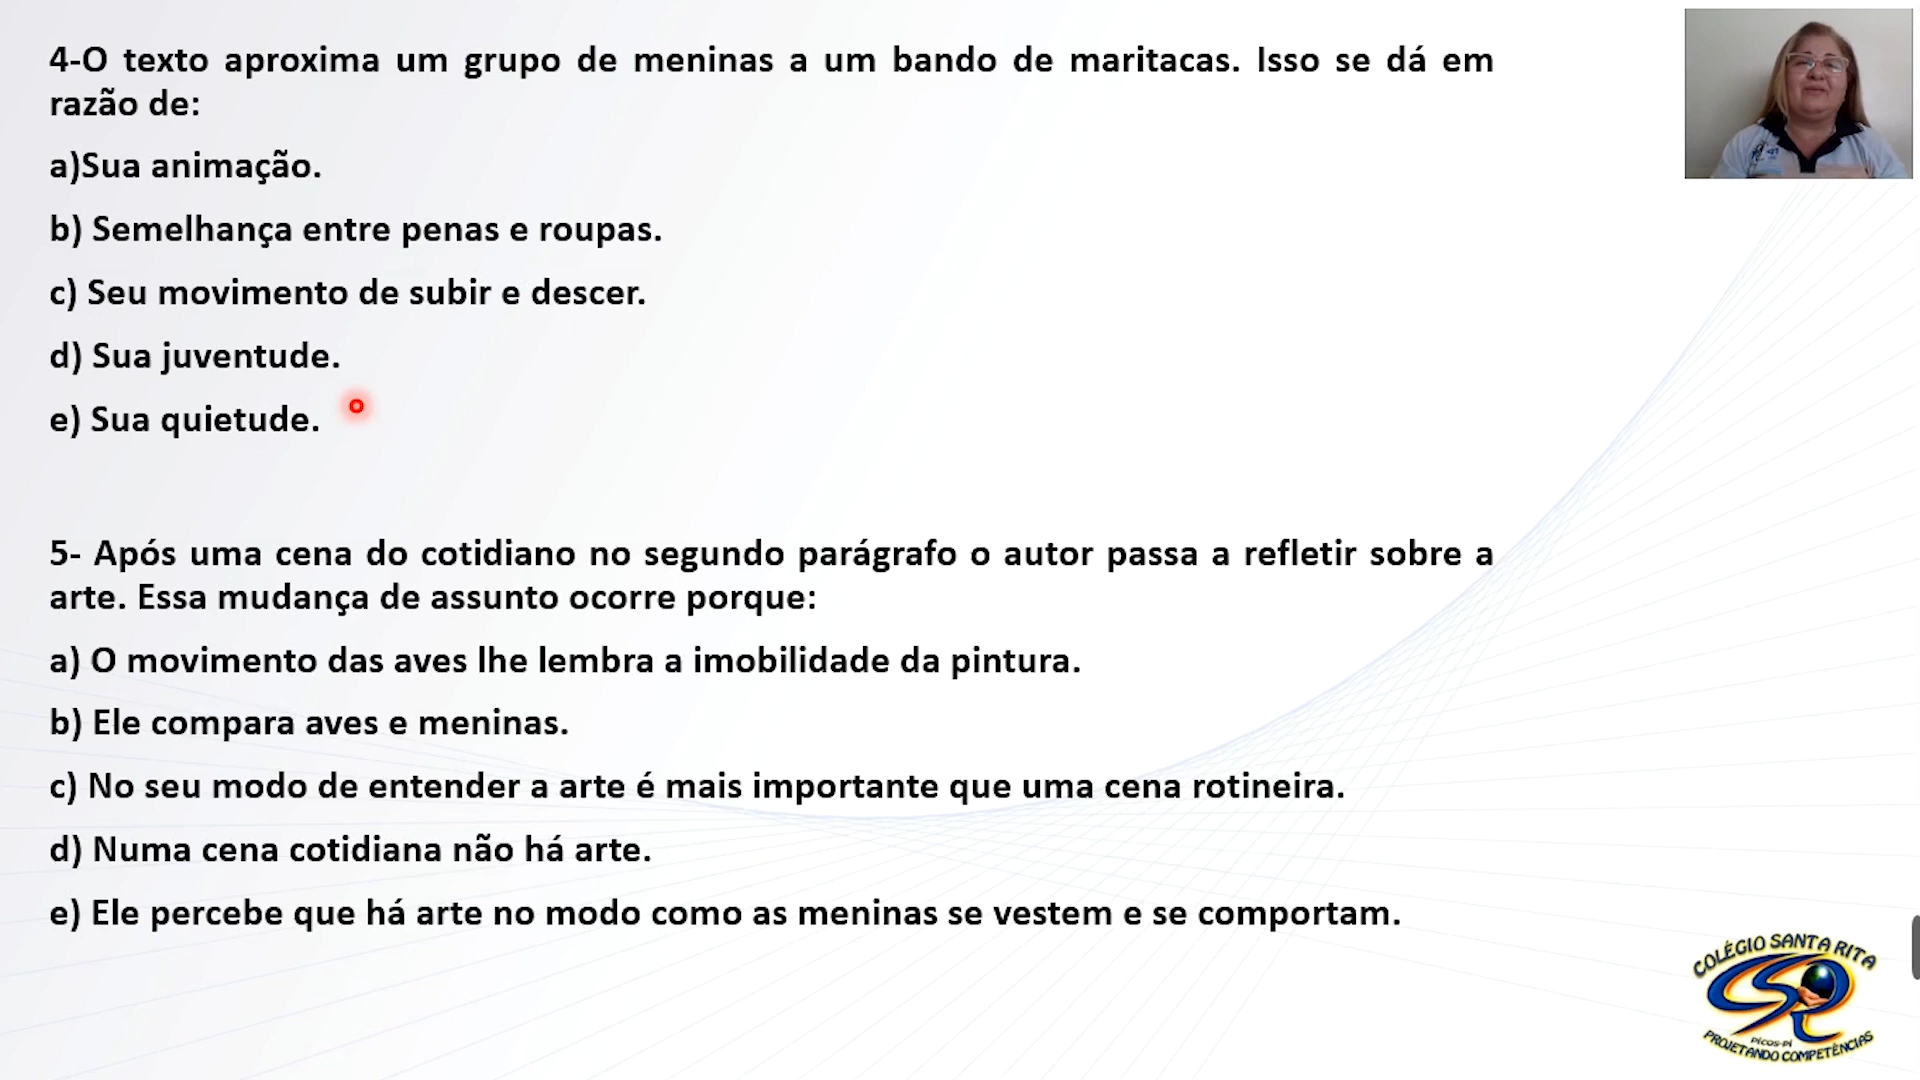 4-O texto aproxima um grupo de meninas a um bando de maritacas. Isso se dá em
razão de:
a)Sua animação.
b) Semelhança entre penas e roupas.
c) Seu movimento de subir e descer.
d) Sua juventude.
e) Sua quietude.
5- Após uma cena do cotidiano no segundo parágrafo o autor passa a refletir sobre a
arte. Essa mudança de assunto ocorre porque:
a) O movimento das aves lhe lembra a imobilidade da pintura.
b) Ele compara aves e meninas.
c) No seu modo de entender a arte é mais importante que uma cena rotineira.
d) Numa cena cotidiana não há arte.
e) Ele percebe que há arte no modo como as meninas se vestem e se comportam.
COLÉGIO SANTA RITA
PICOS-PI
PROJETANDO COMPETÊNCIAS